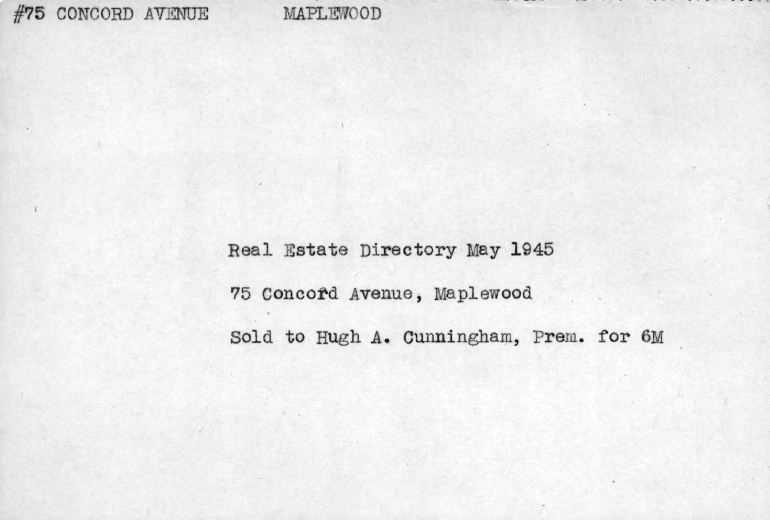 #75 CONCORD AVENUE MAPLEWOOD
Real Estate Directory May 1945
75 Concord Avenue, Maplewood
Sold to Hugh A. Cunningham, Prem. for 6M